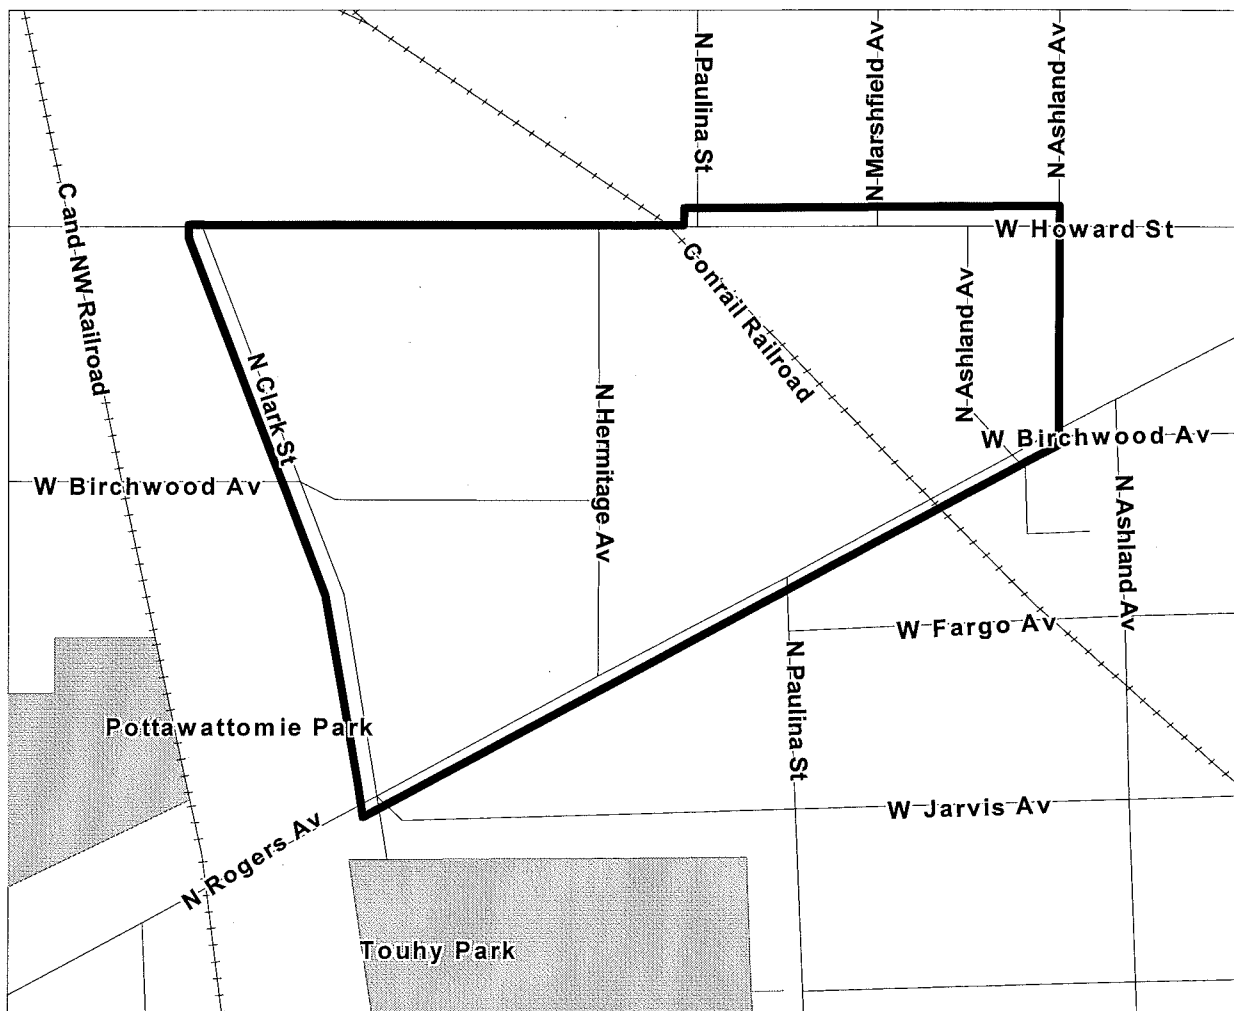 N Paulina St
N Marshfield Av
N Ashland Av
C and NW Railroad
W Howard St
Conrail Railroad
N Ashland Av
N Clark St
N Hermitage Av
W Birchwood Av
W Birchwood Av
N Ashland Av
W Fargo Av
N Paulina St
Pottawattomie Park
W Jarvis Av
N Rogers Av
Touhy Park